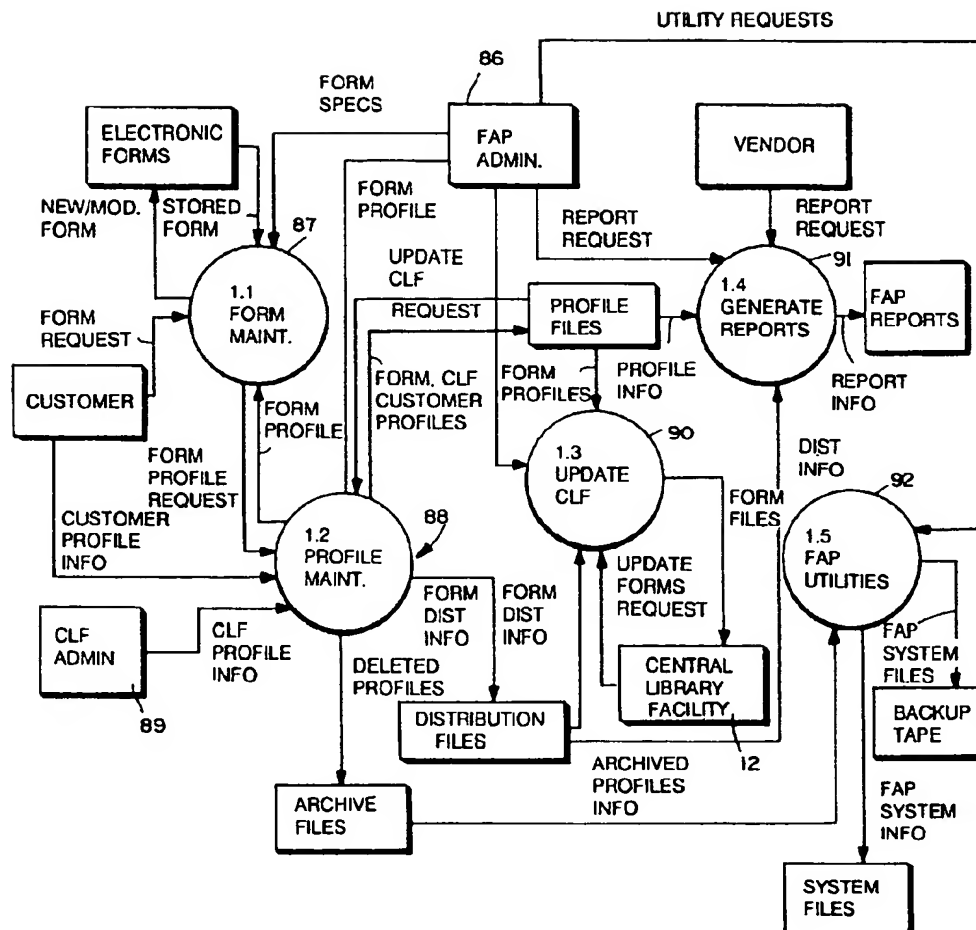 UTILITY REQUESTS
86
FORM
SPECS
ELECTRONIC
FORMS
FAP
ADMIN.
VENDOR
NEW/MOD.
FORM
STORED
FORM
87
FORM
PROFILE
REPORT
REQUEST
REPORT
REQUEST
91
1.1
FORM
MAINT.
UPDATE
CLF
REQUEST
PROFILE
FILES
1.4
GENERATE
REPORTS
FAP
REPORTS
FORM
REQUEST
CUSTOMER
FORM
PROFILE
FORM, CLF
CUSTOMER
PROFILES
FORM
PROFILES
PROFILE
INFO
REPORT
INFO
90
FORM
PROFILE
REQUEST
1.3
UPDATE
CLF
DIST
INFO
92
FORM
FILES
CUSTOMER
PROFILE
INFO
88
1.2
PROFILE
MAINT.
UPDATE
FORMS
REQUEST
1.5
FAP
UTILITIES
FORM
DIST
INFO
FORM
DIST
INFO
CLF
ADMIN
89
CLF
PROFILE
INFO
DELETED
PROFILES
CENTRAL
LIBRARY
FACILITY
12
FAP
SYSTEM
FILES
DISTRIBUTION
FILES
BACKUP
TAPE
ARCHIVED
PROFILES
INFO
ARCHIVE
FILES
FAP
SYSTEM
INFO
SYSTEM
FILES